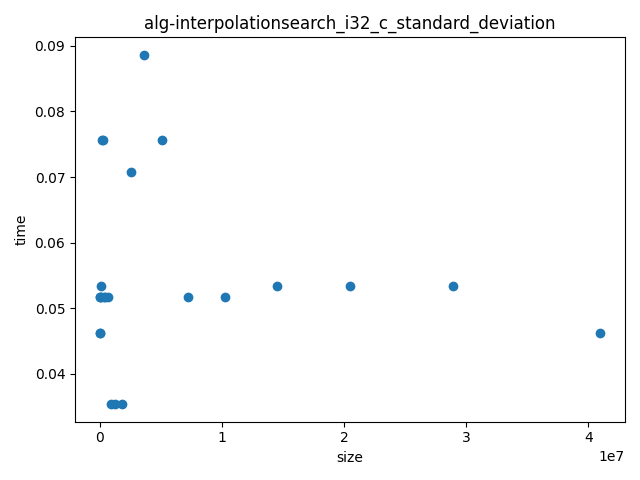 alg-interpolationsearch_i32_c_standard_deviation
0.09
0.08
0.07
0.06
0.05
0.04
time
0
1
2
3
4
1e7
size